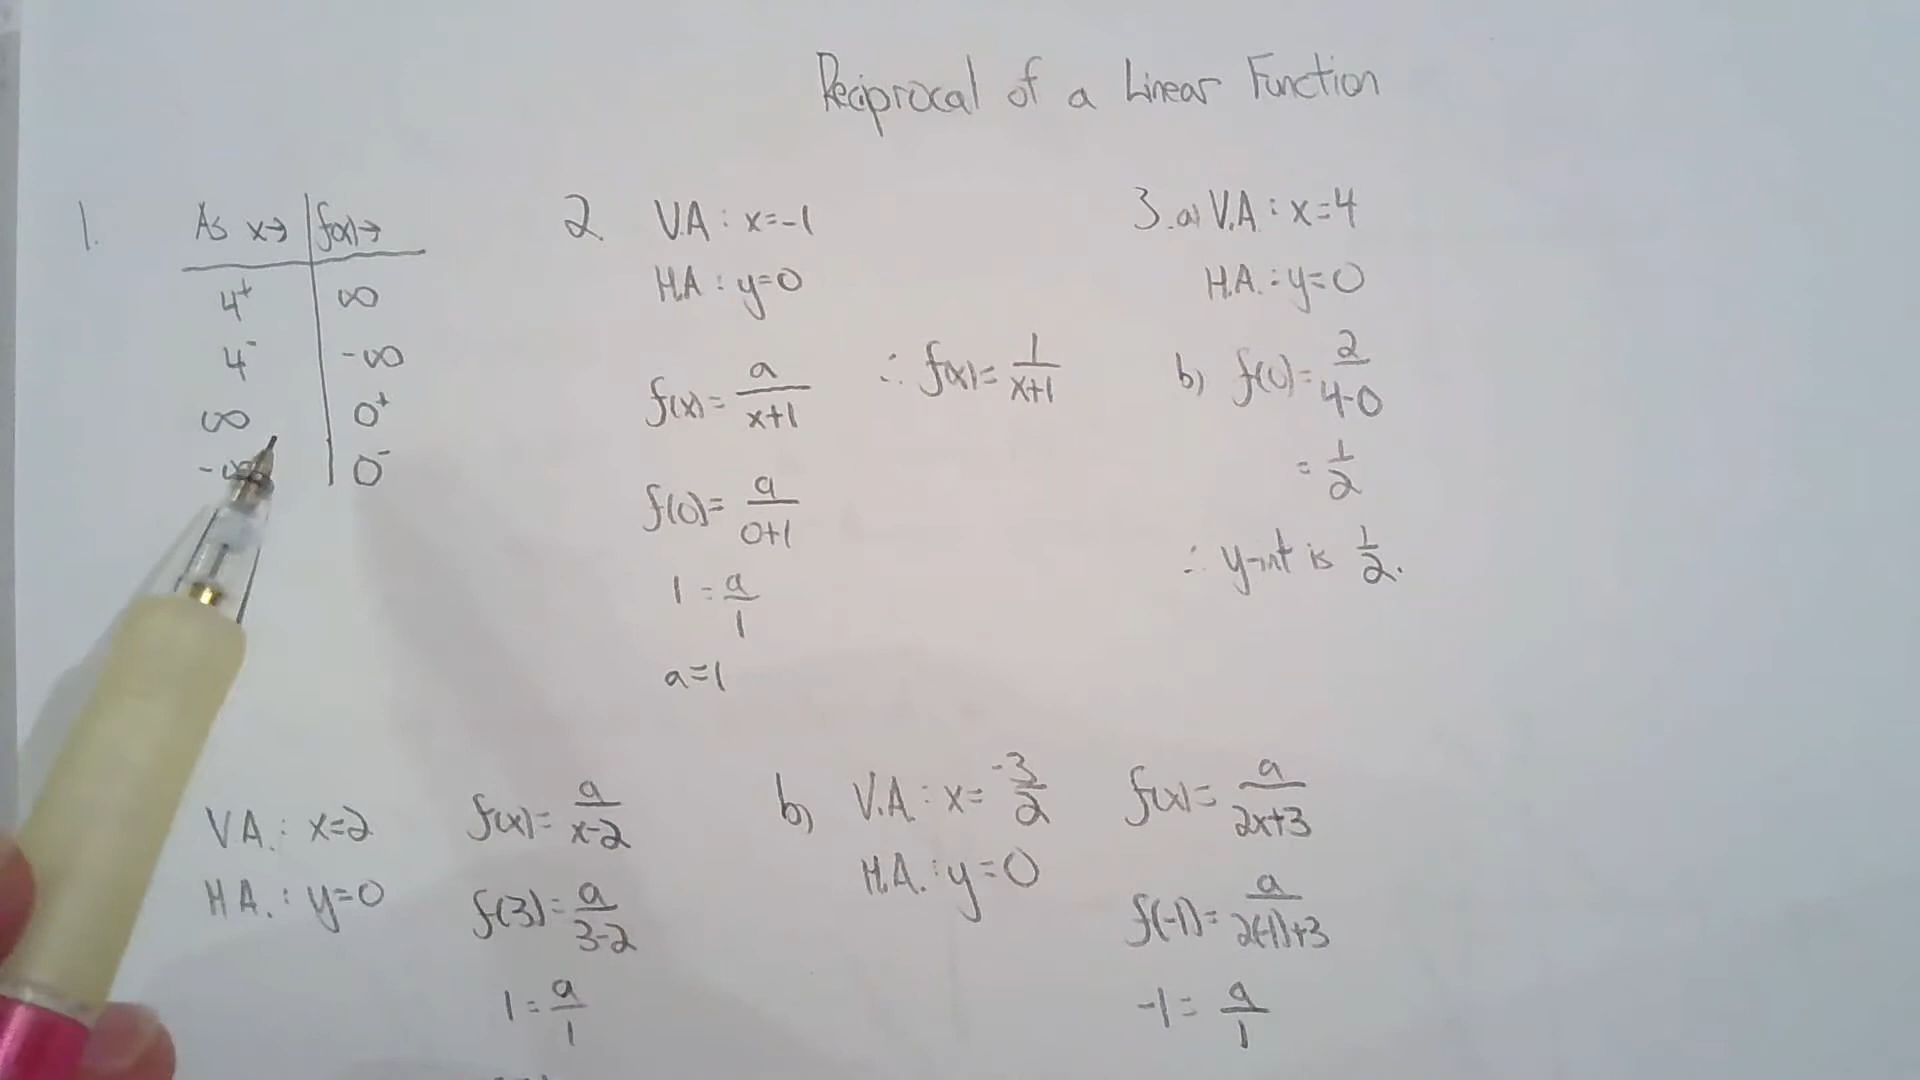 Reciprocal of a Linear Function
1.
As x→ | f(x)→
4⁺ | ∞
4⁻ | -∞
∞ | 0⁺
-∞ | 0⁻
2. V.A : x=-1
H.A : y=0
f(x)= a/(x+1)
f(0)= a/(0+1)
1 = a/1
a=1
∴ f(x)= 1/(x+1)
3. a) V.A : x=4
H.A. : y=0
b) f(0)= 2/(4-0)
= 1/2
∴ y-int is 1/2.
V.A. : x=2
H.A. : y=0
f(x)= a/(x-2)
f(3)= a/(3-2)
1 = a/1
b) V.A : x= -3/2
H.A. : y=0
f(x)= a/(2x+3)
f(-1)= a/(2(-1)+3)
-1 = a/1